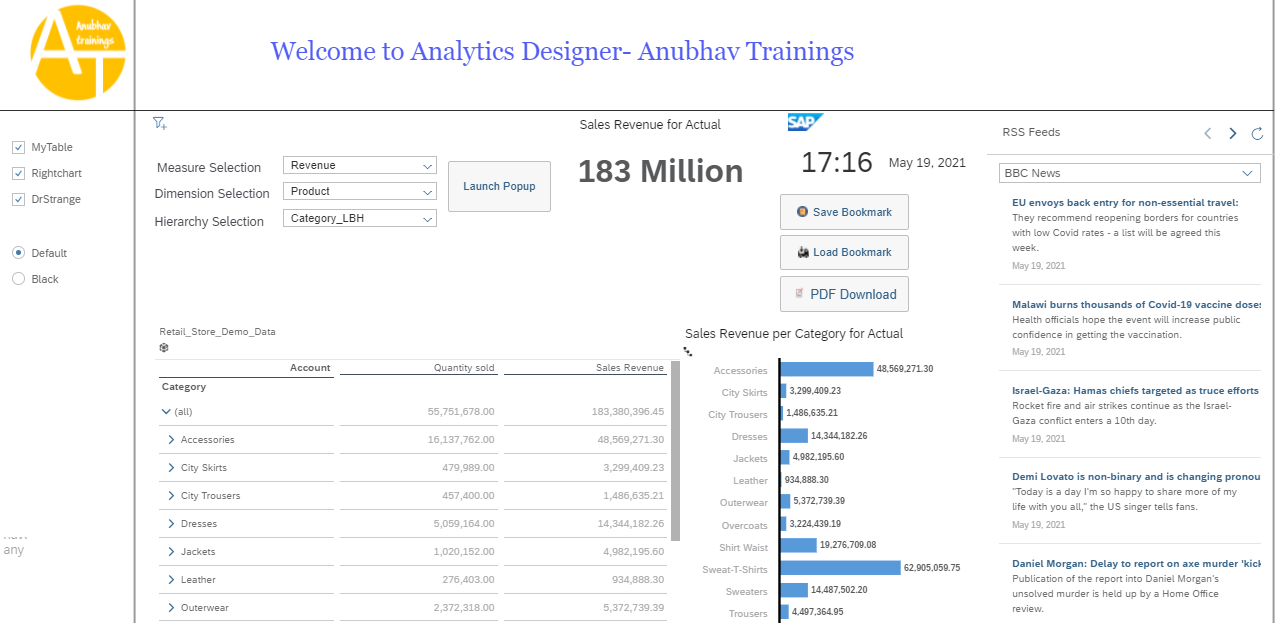 Anubhav
trainings
AT
Welcome to Analytics Designer- Anubhav Trainings
MyTable
Rightchart
DrStrange
Default
Black
any
Measure Selection
Revenue
Dimension Selection
Product
Hierarchy Selection
Category_LBH
Launch Popup
Sales Revenue for Actual
183 Million
SAP
17:16
May 19, 2021
Save Bookmark
Load Bookmark
PDF Download
Retail_Store_Demo_Data
Account Quantity sold Sales Revenue
Category
(all) 55,751,678.00 183,380,396.45
Accessories 16,137,762.00 48,569,271.30
City Skirts 479,989.00 3,299,409.23
City Trousers 457,400.00 1,486,635.21
Dresses 5,059,164.00 14,344,182.26
Jackets 1,020,152.00 4,982,195.60
Leather 276,403.00 934,888.30
Outerwear 2,372,318.00 5,372,739.39
Sales Revenue per Category for Actual
Accessories 48,569,271.30
City Skirts 3,299,409.23
City Trousers 1,486,635.21
Dresses 14,344,182.26
Jackets 4,982,195.60
Leather 934,888.30
Outerwear 5,372,739.39
Overcoats 3,224,439.19
Shirt Waist 19,276,709.08
Sweat-T-Shirts 62,905,059.75
Sweaters 14,487,502.20
Trousers 4,497,364.95
RSS Feeds
BBC News
EU envoys back entry for non-essential travel:
They recommend reopening borders for countries
with low Covid rates - a list will be agreed this
week.
May 19, 2021
Malawi burns thousands of Covid-19 vaccine doses
Health officials hope the event will increase public
confidence in getting the vaccination.
May 19, 2021
Israel-Gaza: Hamas chiefs targeted as truce efforts
Rocket fire and air strikes continue as the Israel-
Gaza conflict enters a 10th day.
May 19, 2021
Demi Lovato is non-binary and is changing pronou
"Today is a day I'm so happy to share more of my
life with you all," the US singer tells fans.
May 19, 2021
Daniel Morgan: Delay to report on axe murder 'kick
Publication of the report into Daniel Morgan's
unsolved murder is held up by a Home Office
review.